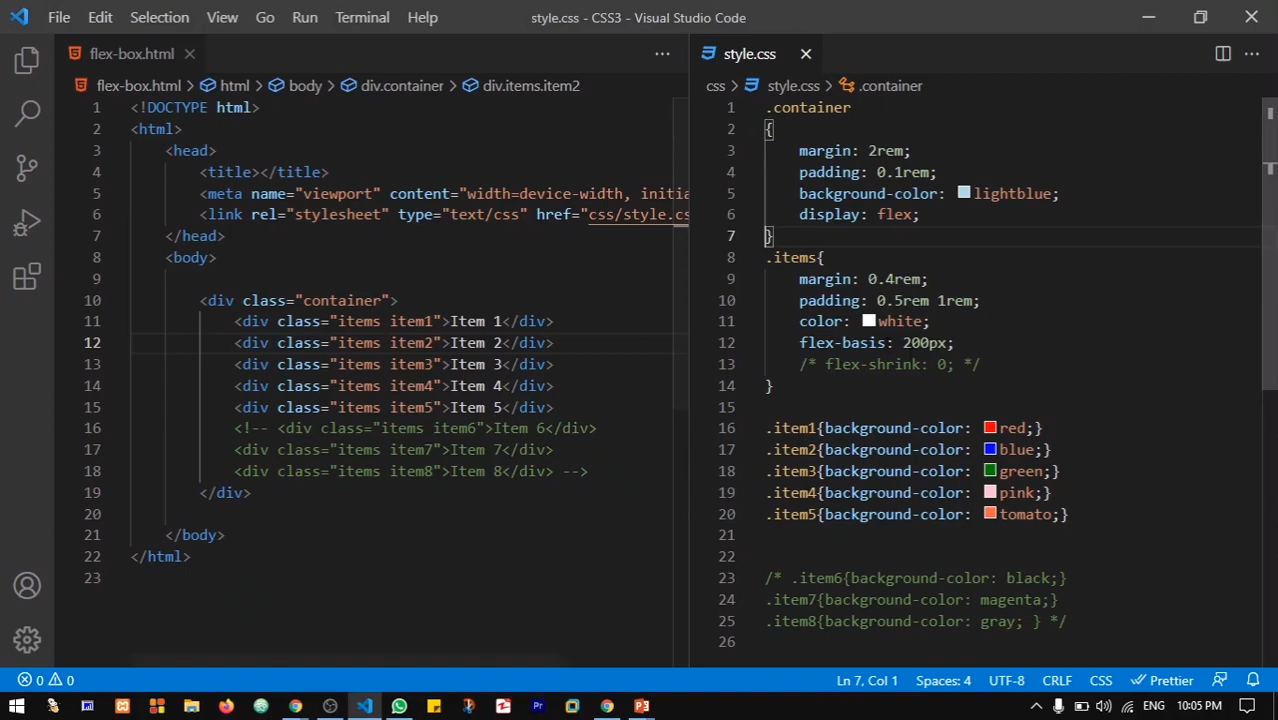 File Edit Selection View Go Run Terminal Help style.css - CSS3 - Visual Studio Code
flex-box.html
flex-box.html > html > body > div.container > div.items.item2
1 <!DOCTYPE html>
2 <html>
3 <head>
4 <title></title>
5 <meta name="viewport" content="width=device-width, initia
6 <link rel="stylesheet" type="text/css" href="css/style.cs
7 </head>
8 <body>
9
10 <div class="container">
11 <div class="items item1">Item 1</div>
12 <div class="items item2">Item 2</div>
13 <div class="items item3">Item 3</div>
14 <div class="items item4">Item 4</div>
15 <div class="items item5">Item 5</div>
16 <!-- <div class="items item6">Item 6</div>
17 <div class="items item7">Item 7</div>
18 <div class="items item8">Item 8</div> -->
19 </div>
20
21 </body>
22 </html>
23
style.css
css > style.css > .container
1 .container
2 {
3 margin: 2rem;
4 padding: 0.1rem;
5 background-color: lightblue;
6 display: flex;
7 }
8 .items{
9 margin: 0.4rem;
10 padding: 0.5rem 1rem;
11 color: white;
12 flex-basis: 200px;
13 /* flex-shrink: 0; */
14 }
15
16 .item1{background-color: red;}
17 .item2{background-color: blue;}
18 .item3{background-color: green;}
19 .item4{background-color: pink;}
20 .item5{background-color: tomato;}
21
22
23 /* .item6{background-color: black;}
24 .item7{background-color: magenta;}
25 .item8{background-color: gray; } */
26
0 0 Ln 7, Col 1 Spaces: 4 UTF-8 CRLF CSS Prettier
ENG 10:05 PM